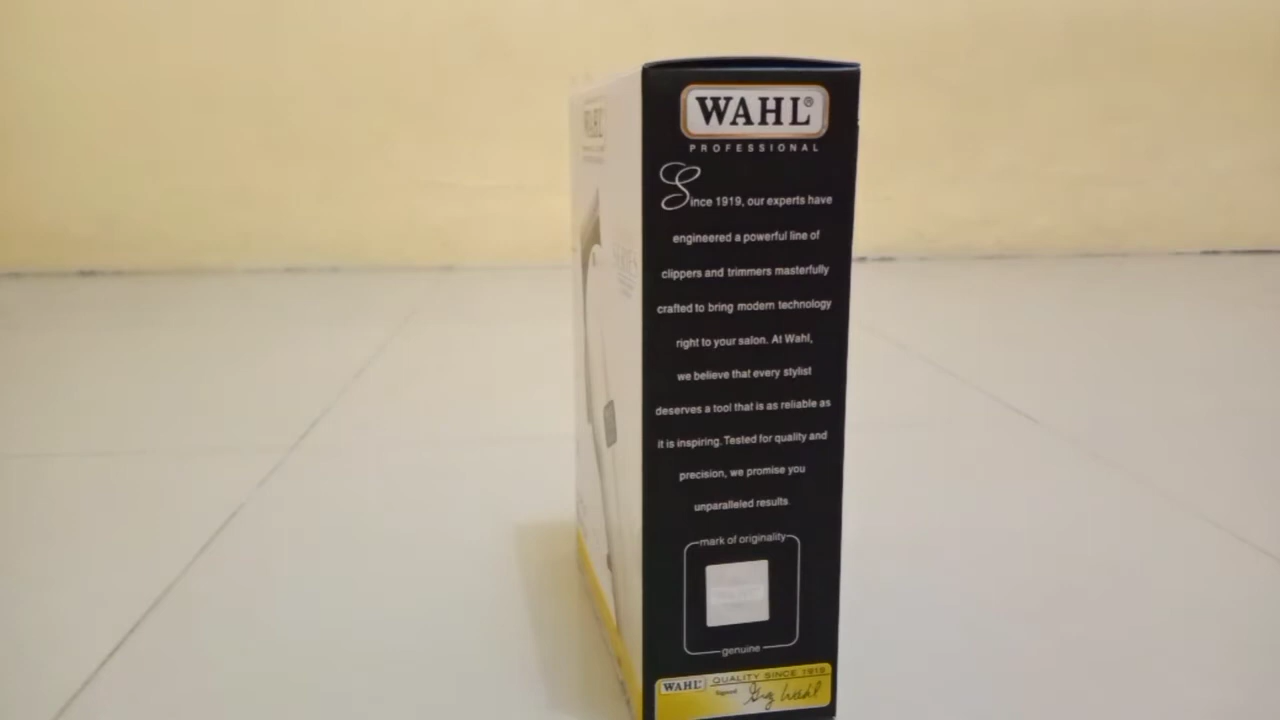 WAHL®
PROFESSIONAL
Since 1919, our experts have
engineered a powerful line of
clippers and trimmers masterfully
crafted to bring modern technology
right to your salon. At Wahl,
we believe that every stylist
deserves a tool that is as reliable as
it is inspiring. Tested for quality and
precision, we promise you
unparalleled results.
mark of originality
genuine
WAHL® QUALITY SINCE 1919
Signed Greg Wahl